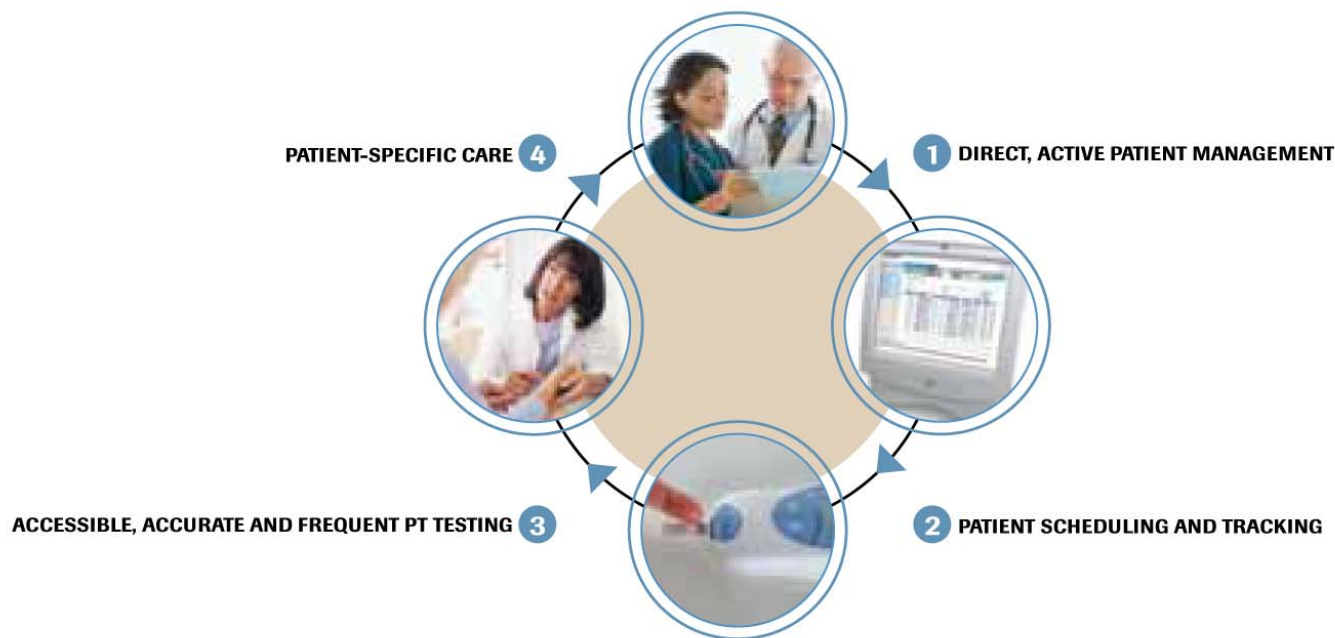 PATIENT-SPECIFIC CARE 4
1 DIRECT, ACTIVE PATIENT MANAGEMENT
ACCESSIBLE, ACCURATE AND FREQUENT PT TESTING 3
2 PATIENT SCHEDULING AND TRACKING